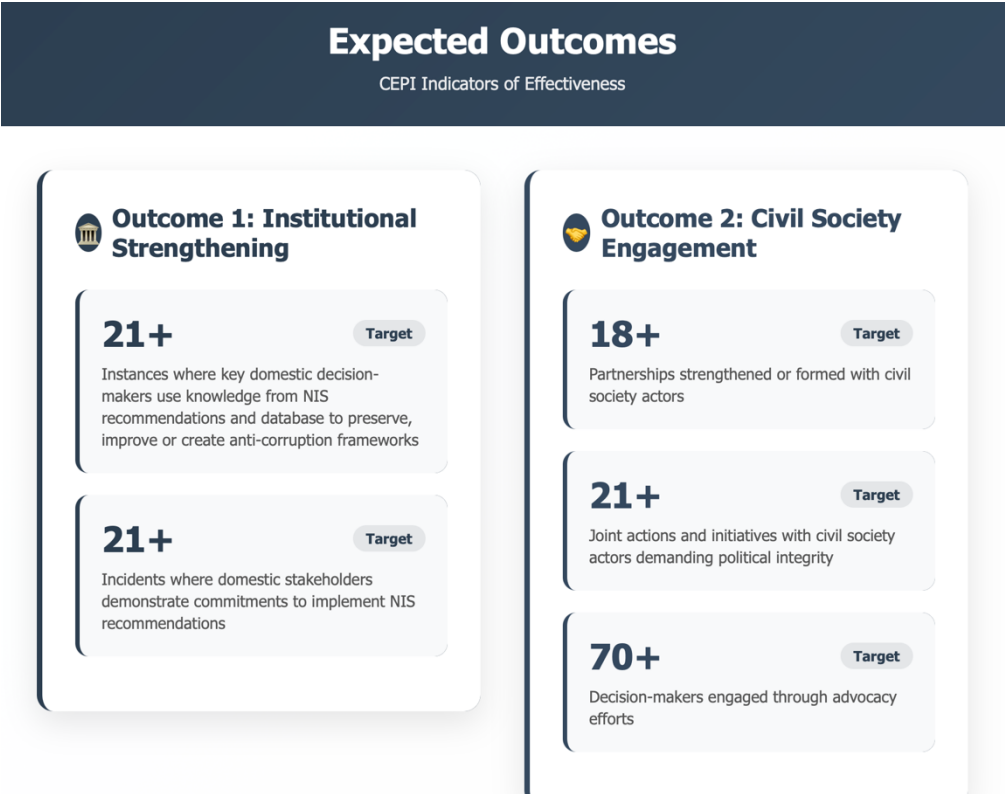 Expected Outcomes
CEPI Indicators of Effectiveness
Outcome 1: Institutional
Strengthening
21+
Target
Instances where key domestic decision-
makers use knowledge from NIS
recommendations and database to preserve,
improve or create anti-corruption frameworks
21+
Target
Incidents where domestic stakeholders
demonstrate commitments to implement NIS
recommendations
Outcome 2: Civil Society
Engagement
18+
Target
Partnerships strengthened or formed with civil
society actors
21+
Target
Joint actions and initiatives with civil society
actors demanding political integrity
70+
Target
Decision-makers engaged through advocacy
efforts